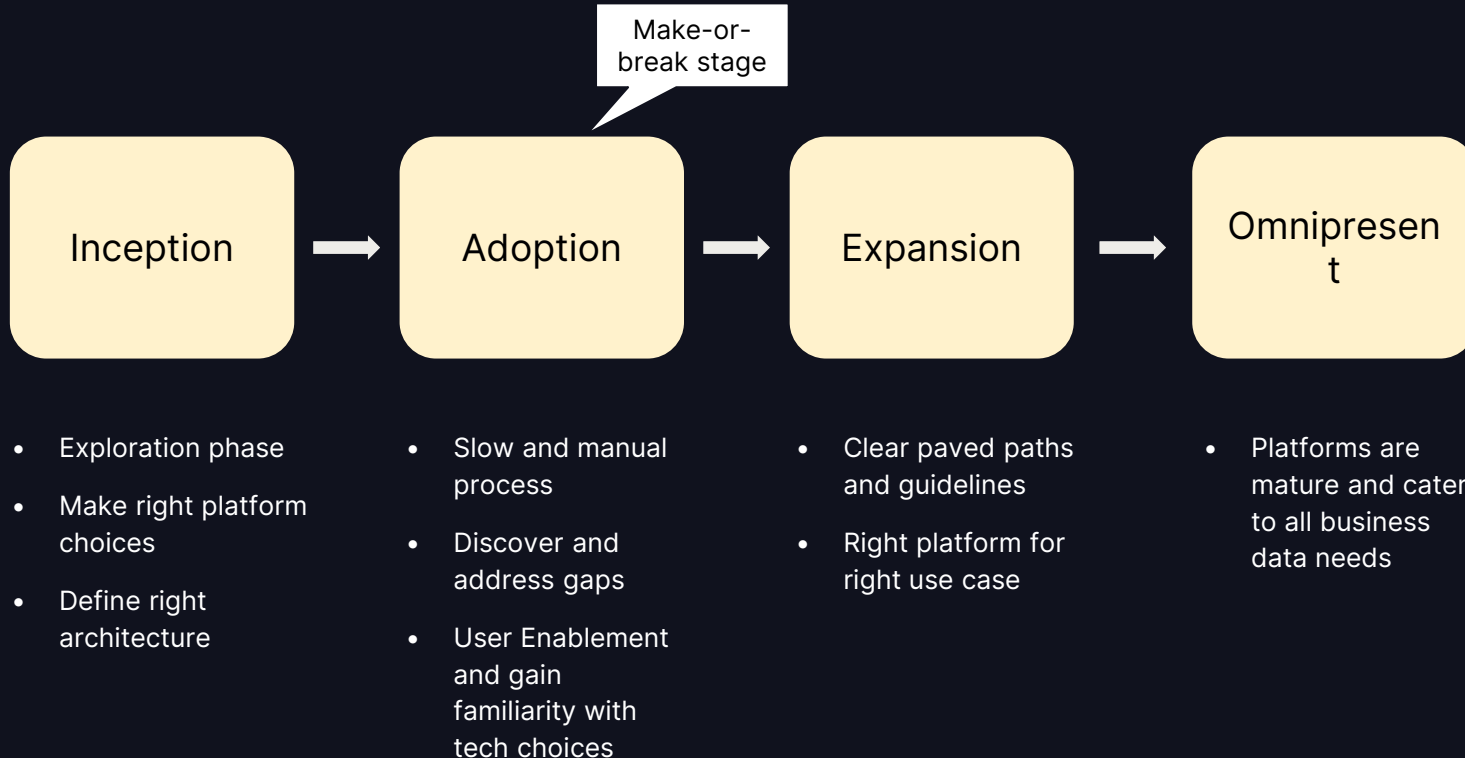 Make-or-
break stage
Inception
Adoption
Expansion
Omnipresen
t
• Exploration phase
• Make right platform
choices
• Define right
architecture
• Slow and manual
process
• Discover and
address gaps
• User Enablement
and gain
familiarity with
tech choices
• Clear paved paths
and guidelines
• Right platform for
right use case
• Platforms are
mature and cater
to all business
data needs